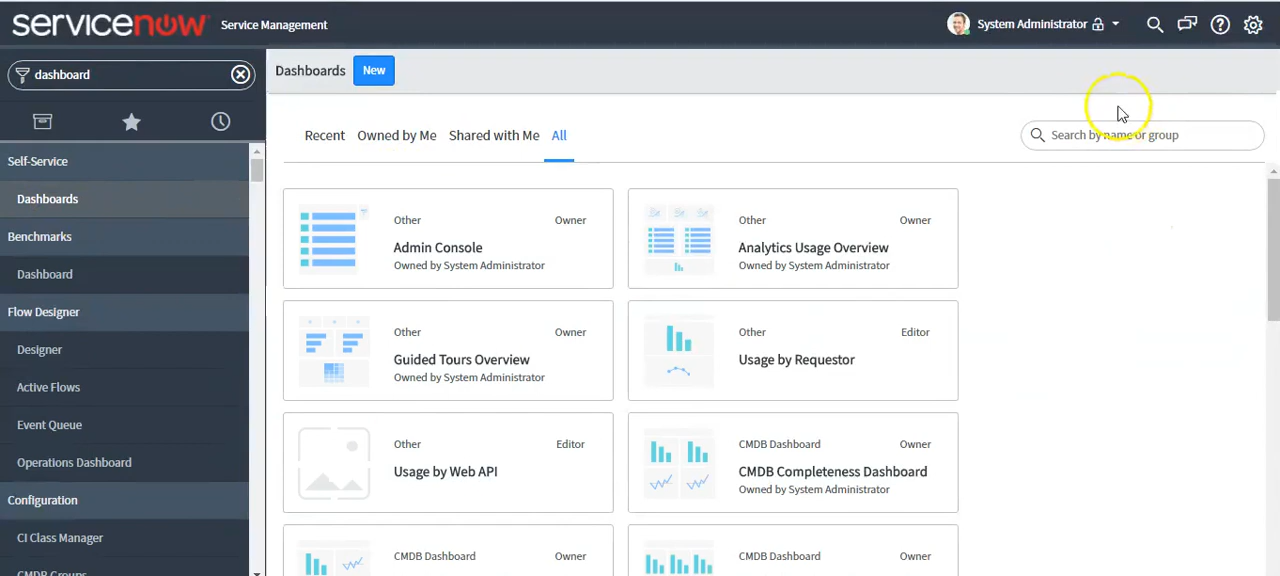 servicenow Service Management System Administrator
dashboard
Dashboards New
Recent Owned by Me Shared with Me All Search by name or group
Self-Service
Dashboards
Benchmarks
Dashboard
Flow Designer
Designer
Active Flows
Event Queue
Operations Dashboard
Configuration
CI Class Manager
CMDB Groups
Other Owner
Admin Console
Owned by System Administrator
Other Owner
Analytics Usage Overview
Owned by System Administrator
Other Owner
Guided Tours Overview
Owned by System Administrator
Other Editor
Usage by Requestor
Other Editor
Usage by Web API
CMDB Dashboard Owner
CMDB Completeness Dashboard
Owned by System Administrator
CMDB Dashboard Owner
CMDB Dashboard Owner